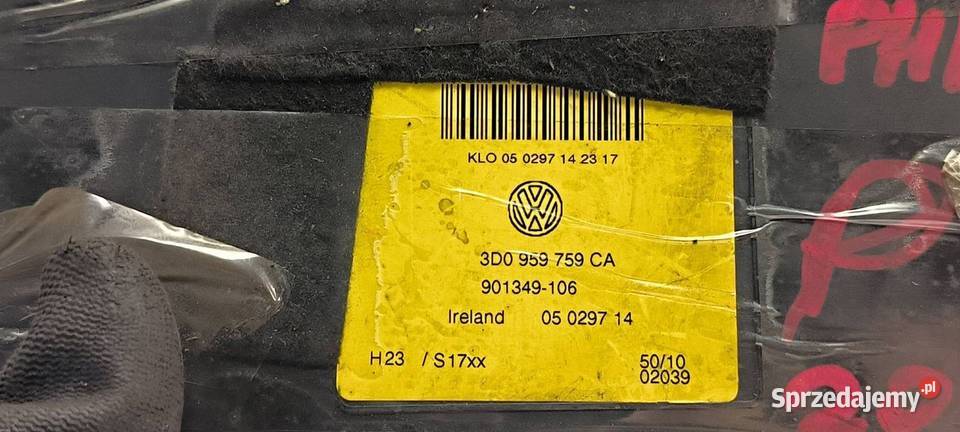 KLO 05 0297 14 23 17
3D0 959 759 CA
901349-106
Ireland 05 0297 14
H23 / S17xx 50/10
02039
PH
P
Sprzedajemy.pl